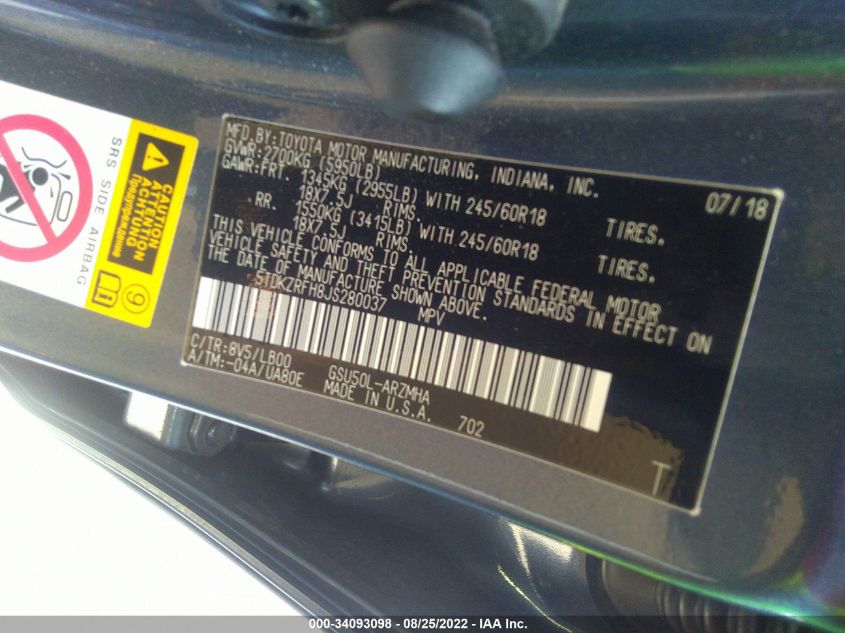 MFD.BY:TOYOTA MOTOR MANUFACTURING, INDIANA, INC. 07/18
GVWR:2700KG (5950LB)
GAWR:FRT. 1345KG (2955LB) WITH 245/60R18 TIRES.
18X7.5J RIMS.
RR. 1550KG (3415LB) WITH 245/60R18 TIRES.
18X7.5J RIMS.
THIS VEHICLE CONFORMS TO ALL APPLICABLE FEDERAL MOTOR
VEHICLE SAFETY AND THEFT PREVENTION STANDARDS IN EFFECT ON
THE DATE OF MANUFACTURE SHOWN ABOVE.
5TDKZRFH8JS280037 MPV
C/TR:8V5/LB00
A/TM:-04A/UA80E GSU50L-ARZMHA
MADE IN U.S.A. 702
T
SRS SIDE AIRBAG
CAUTION
ATTENTION
ACHTUNG
Предупреждение
9
000-34093098 - 08/25/2022 - IAA Inc.